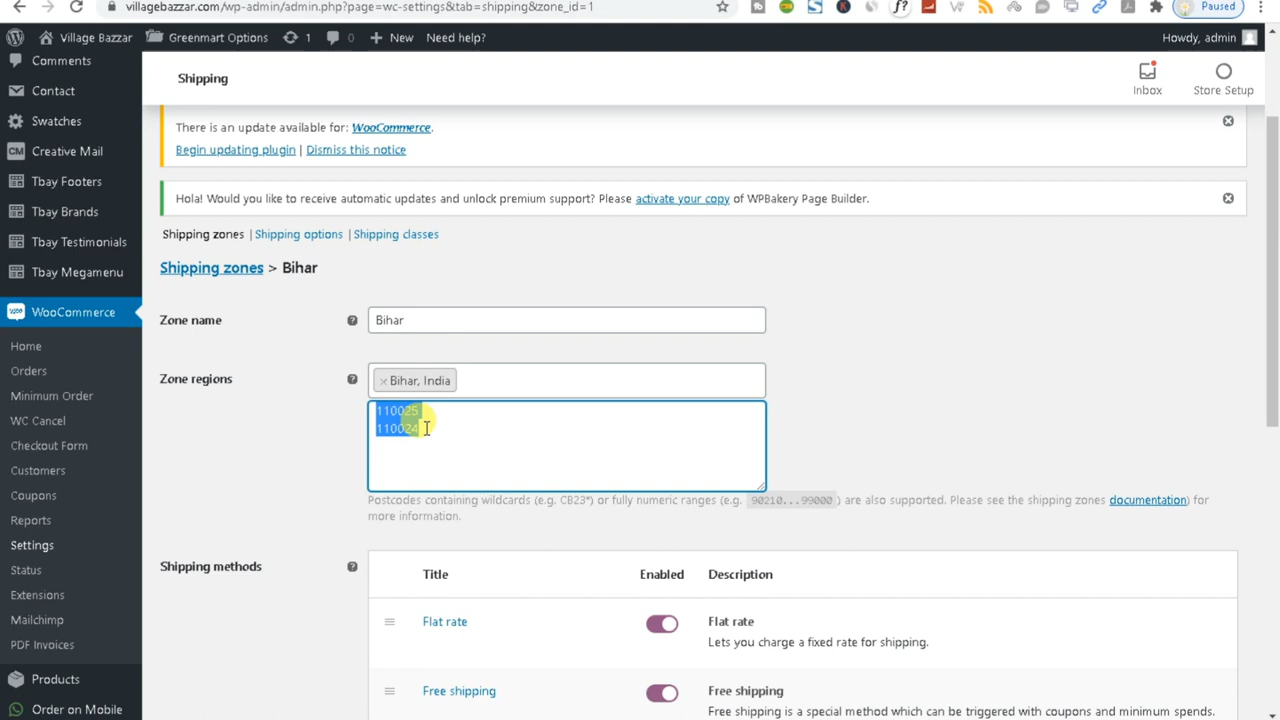 villagebazzar.com/wp-admin/admin.php?page=wc-settings&tab=shipping&zone_id=1
Paused
Village Bazzar
Greenmart Options
1
0
New
Need help?
Howdy, admin
Comments
Contact
Swatches
CM Creative Mail
Tbay Footers
Tbay Brands
Tbay Testimonials
Tbay Megamenu
WooCommerce
Home
Orders
Minimum Order
WC Cancel
Checkout Form
Customers
Coupons
Reports
Settings
Status
Extensions
Mailchimp
PDF Invoices
Products
Order on Mobile
Shipping
Inbox
Store Setup
There is an update available for: WooCommerce.
Begin updating plugin | Dismiss this notice
Hola! Would you like to receive automatic updates and unlock premium support? Please activate your copy of WPBakery Page Builder.
Shipping zones | Shipping options | Shipping classes
Shipping zones > Bihar
Zone name
Bihar
Zone regions
× Bihar, India
110025
110024
Postcodes containing wildcards (e.g. CB23*) or fully numeric ranges (e.g. 90210...99000) are also supported. Please see the shipping zones documentation) for
more information.
Shipping methods
Title Enabled Description
Flat rate
Flat rate
Lets you charge a fixed rate for shipping.
Free shipping
Free shipping
Free shipping is a special method which can be triggered with coupons and minimum spends.